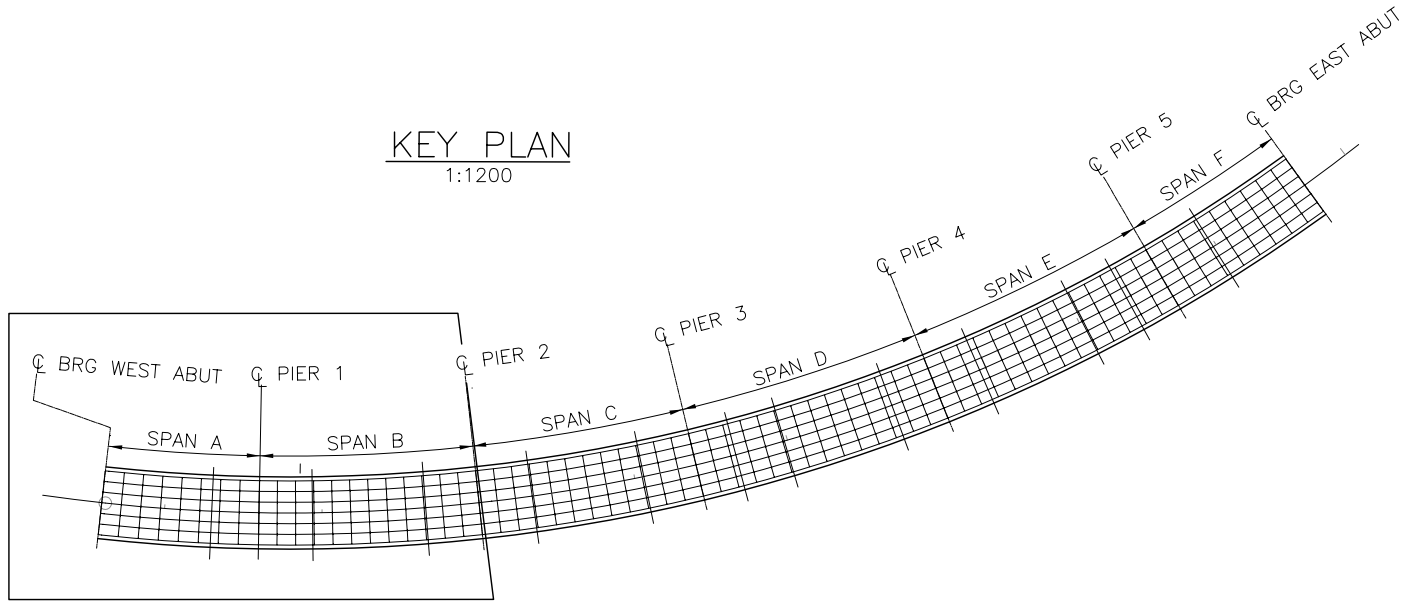 KEY PLAN
1:1200
℄ BRG WEST ABUT
℄ PIER 1
℄ PIER 2
℄ PIER 3
℄ PIER 4
℄ PIER 5
℄ BRG EAST ABUT
SPAN A
SPAN B
SPAN C
SPAN D
SPAN E
SPAN F